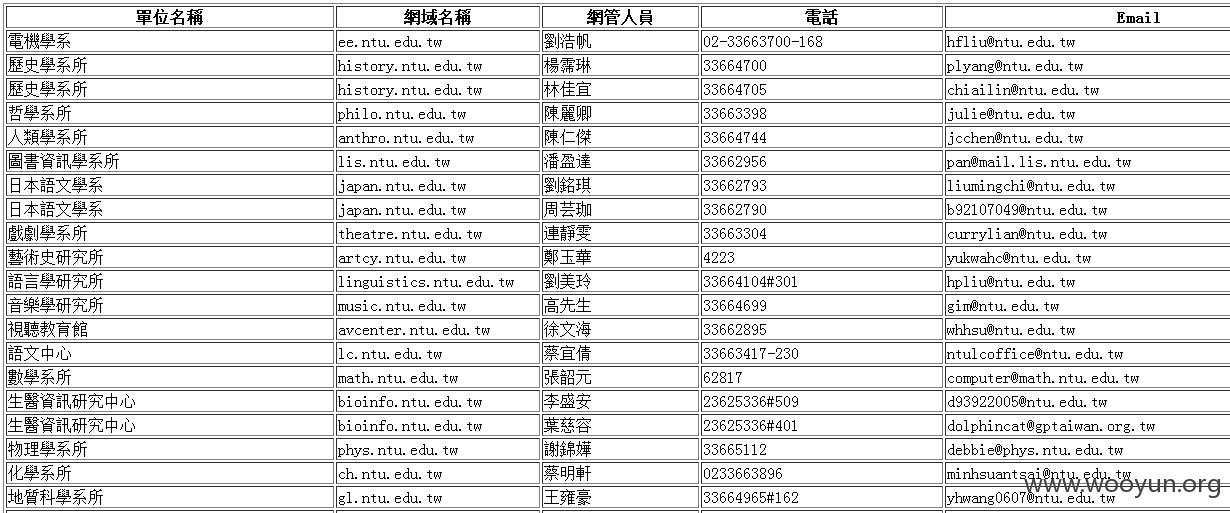 單位名稱 網域名稱 網管人員 電話 Email
電機學系 ee.ntu.edu.tw 劉浩帆 02-33663700-168 hfliu@ntu.edu.tw
歷史學系所 history.ntu.edu.tw 楊霈琳 33664700 plyang@ntu.edu.tw
歷史學系所 history.ntu.edu.tw 林佳宜 33664705 chiailin@ntu.edu.tw
哲學系所 philo.ntu.edu.tw 陳麗卿 33663398 julie@ntu.edu.tw
人類學系所 anthro.ntu.edu.tw 陳仁傑 33664744 jcchen@ntu.edu.tw
圖書資訊學系所 lis.ntu.edu.tw 潘盈達 33662956 pan@mail.lis.ntu.edu.tw
日本語文學系 japan.ntu.edu.tw 劉銘琪 33662793 liumingchi@ntu.edu.tw
日本語文學系 japan.ntu.edu.tw 周芸珈 33662790 b92107049@ntu.edu.tw
戲劇學系所 theatre.ntu.edu.tw 連靜雯 33663304 currylian@ntu.edu.tw
藝術史研究所 artcy.ntu.edu.tw 鄭玉華 4223 yukwahc@ntu.edu.tw
語言學研究所 linguistics.ntu.edu.tw 劉美玲 33664104#301 hpliu@ntu.edu.tw
音樂學研究所 music.ntu.edu.tw 高先生 33664699 gim@ntu.edu.tw
視聽教育館 avcenter.ntu.edu.tw 徐文海 33662895 whhsu@ntu.edu.tw
語文中心 lc.ntu.edu.tw 蔡宜倩 33663417-230 ntulcoffice@ntu.edu.tw
數學系所 math.ntu.edu.tw 張韶元 62817 computer@math.ntu.edu.tw
生醫資訊研究中心 bioinfo.ntu.edu.tw 李盛安 23625336#509 d93922005@ntu.edu.tw
生醫資訊研究中心 bioinfo.ntu.edu.tw 葉慈容 23625336#401 dolphincat@gptaiwan.org.tw
物理學系所 phys.ntu.edu.tw 謝錦嬅 33665112 debbie@phys.ntu.edu.tw
化學系所 ch.ntu.edu.tw 蔡明軒 0233663896 minhsuantsai@ntu.edu.tw
地質科學系所 gl.ntu.edu.tw 王雍豪 33664965#162 yhwang0607@ntu.edu.tw
www.wooyun.org